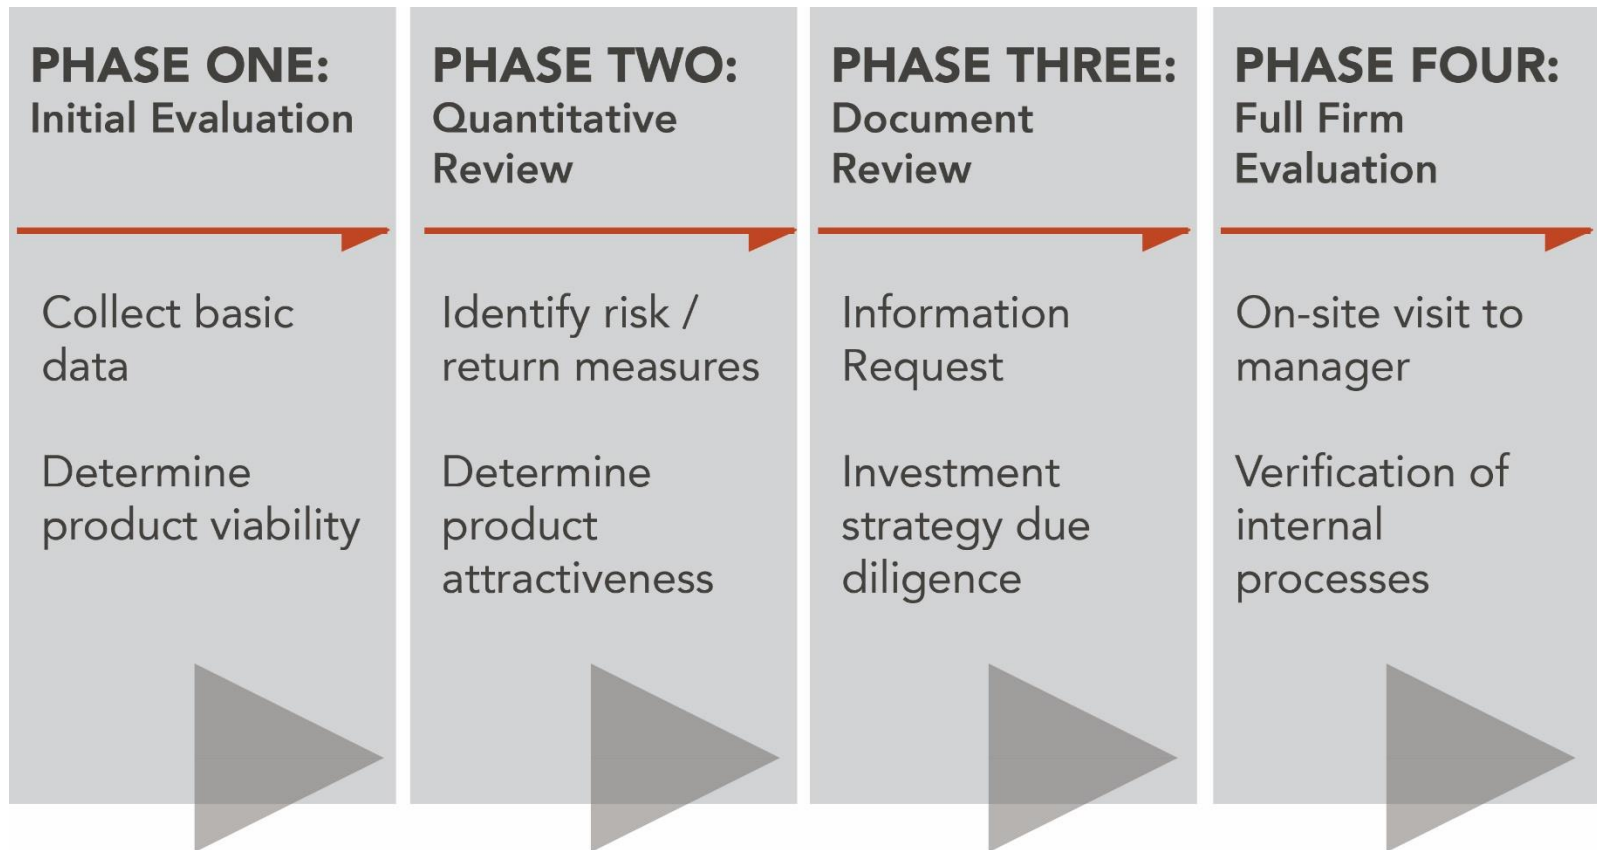 PHASE ONE:
Initial Evaluation
Collect basic
data
Determine
product viability
PHASE TWO:
Quantitative
Review
Identify risk /
return measures
Determine
product
attractiveness
PHASE THREE:
Document
Review
Information
Request
Investment
strategy due
diligence
PHASE FOUR:
Full Firm
Evaluation
On-site visit to
manager
Verification of
internal
processes